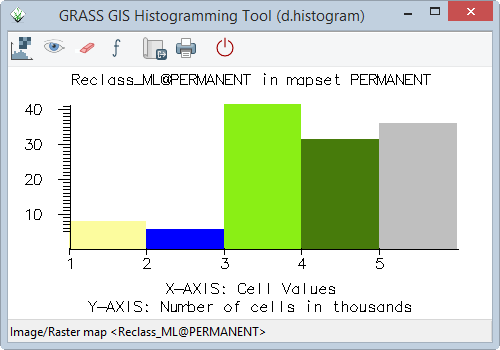 GRASS GIS Histogramming Tool (d.histogram)
Reclass_ML@PERMANENT in mapset PERMANENT
40
30
20
10
1 2 3 4 5
X-AXIS: Cell Values
Y-AXIS: Number of cells in thousands
Image/Raster map <Reclass_ML@PERMANENT>